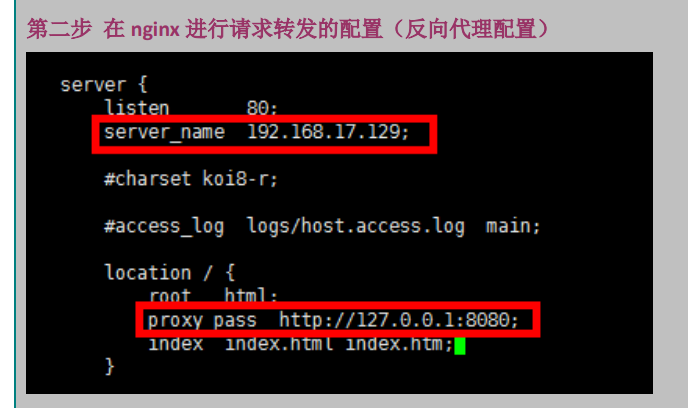 第二步 在 nginx 进行请求转发的配置（反向代理配置）
server {
listen 80;
server_name 192.168.17.129;
#charset koi8-r;
#access_log logs/host.access.log main;
location / {
root html;
proxy_pass http://127.0.0.1:8080;
index index.html index.htm;
}